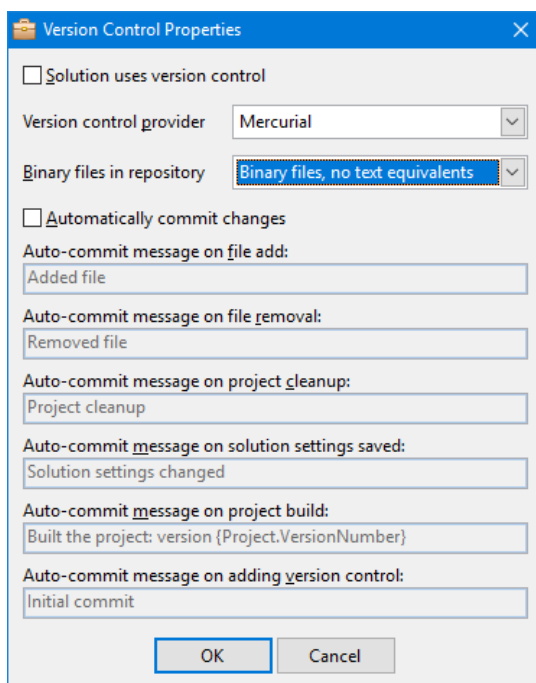 Version Control Properties
Solution uses version control
Version control provider Mercurial
Binary files in repository Binary files, no text equivalents
Automatically commit changes
Auto-commit message on file add:
Added file
Auto-commit message on file removal:
Removed file
Auto-commit message on project cleanup:
Project cleanup
Auto-commit message on solution settings saved:
Solution settings changed
Auto-commit message on project build:
Built the project: version {Project.VersionNumber}
Auto-commit message on adding version control:
Initial commit
OK Cancel